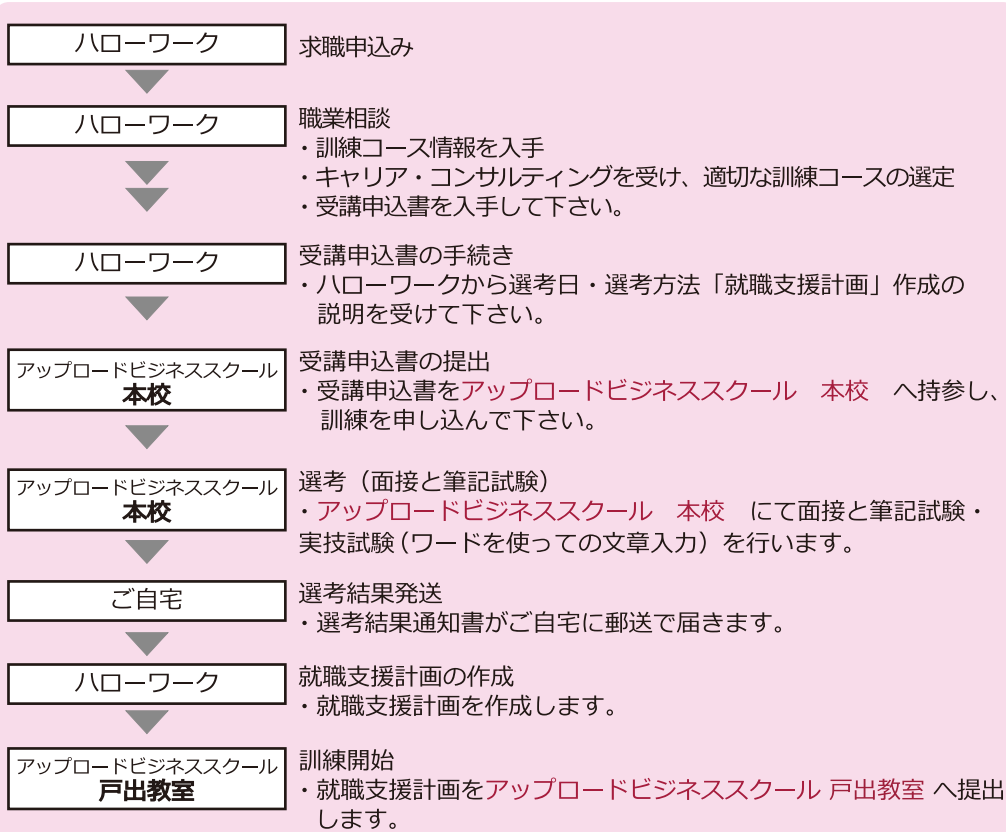 ハローワーク
求職申込み
ハローワーク
職業相談
・訓練コース情報を入手
・キャリア・コンサルティングを受け、適切な訓練コースの選定
・受講申込書を入手して下さい。
ハローワーク
受講申込書の手続き
・ハローワークから選考日・選考方法「就職支援計画」作成の
説明を受けて下さい。
アップロードビジネススクール
本校
受講申込書の提出
・受講申込書をアップロードビジネススクール　本校　へ持参し、
訓練を申し込んで下さい。
アップロードビジネススクール
本校
選考（面接と筆記試験）
・アップロードビジネススクール　本校　にて面接と筆記試験・
実技試験（ワードを使っての文章入力）を行います。
ご自宅
選考結果発送
・選考結果通知書がご自宅に郵送で届きます。
ハローワーク
就職支援計画の作成
・就職支援計画を作成します。
アップロードビジネススクール
戸出教室
訓練開始
・就職支援計画をアップロードビジネススクール 戸出教室 へ提出
します。